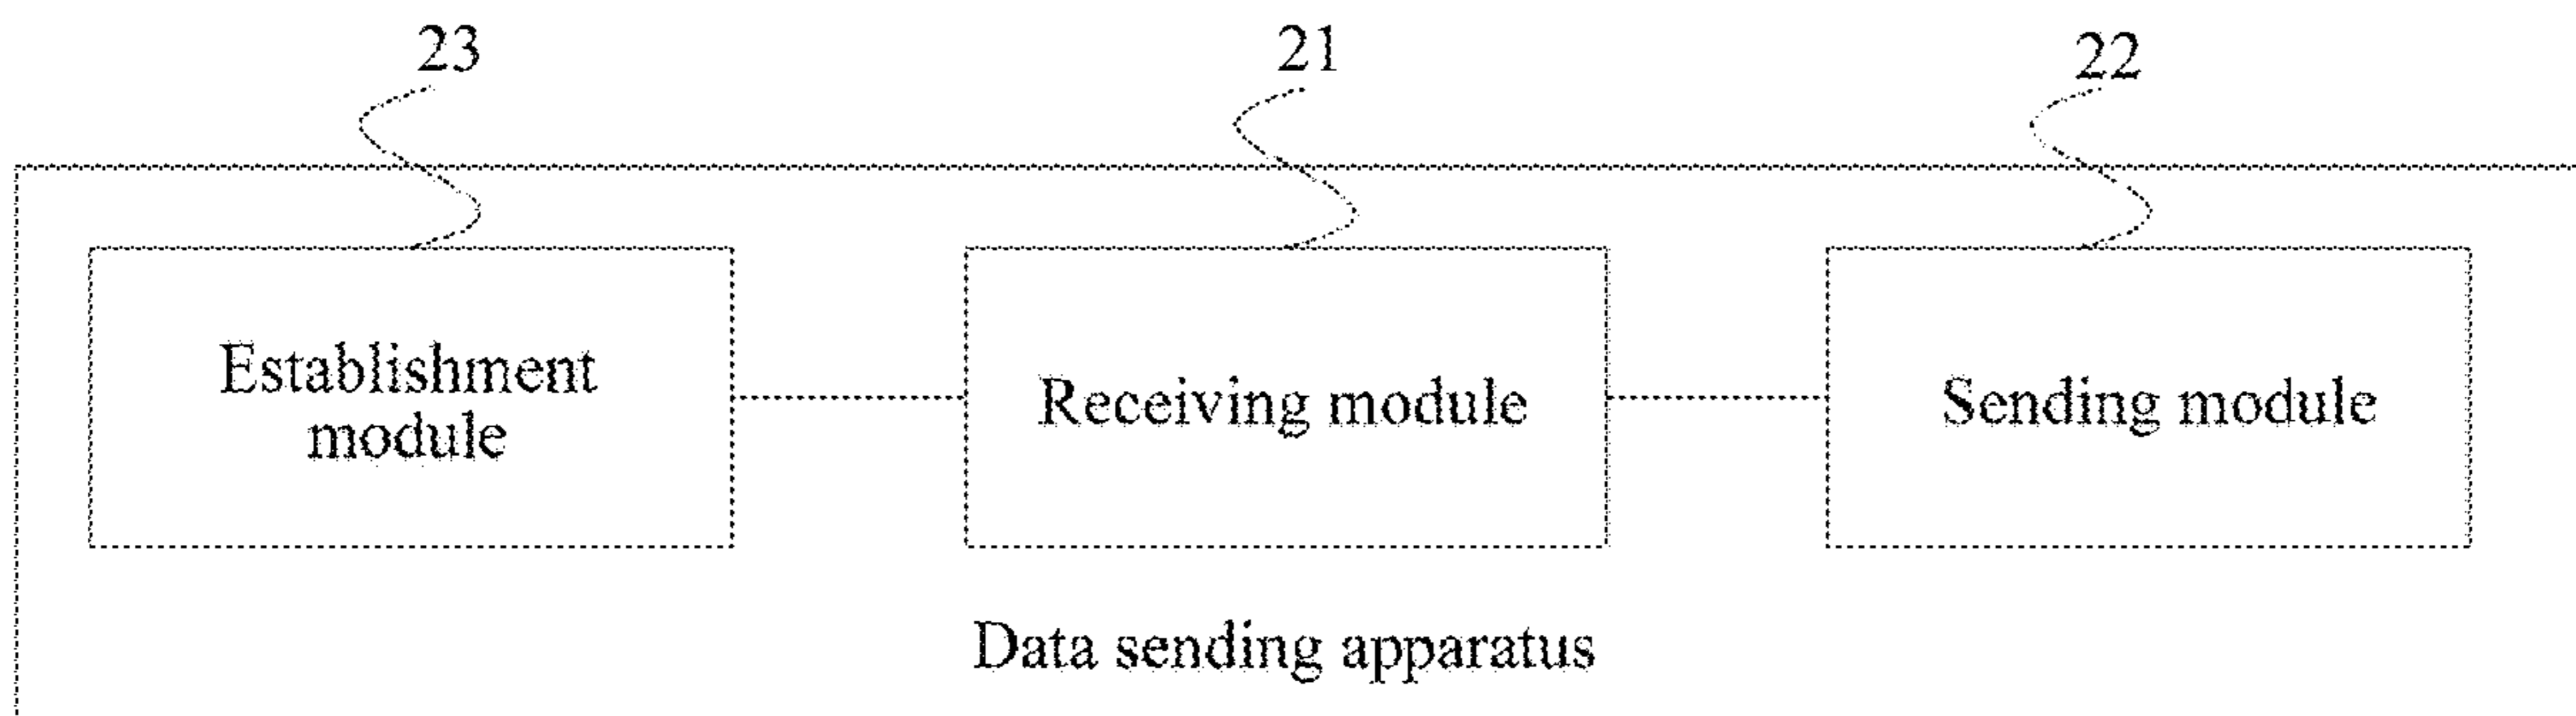 23
21
22
Establishment
module
Receiving module
Sending module
Data sending apparatus